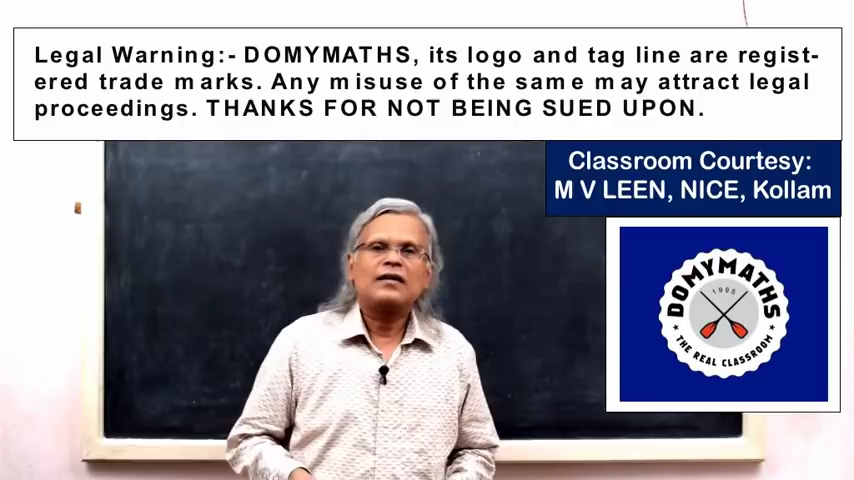 Legal Warning:- DOMYMATHS, its logo and tag line are regist-
ered trade marks. Any misuse of the same may attract legal
proceedings. THANKS FOR NOT BEING SUED UPON.
Classroom Courtesy:
M V LEEN, NICE, Kollam
DOMYMATHS
1995
★ THE REAL CLASSROOM ★